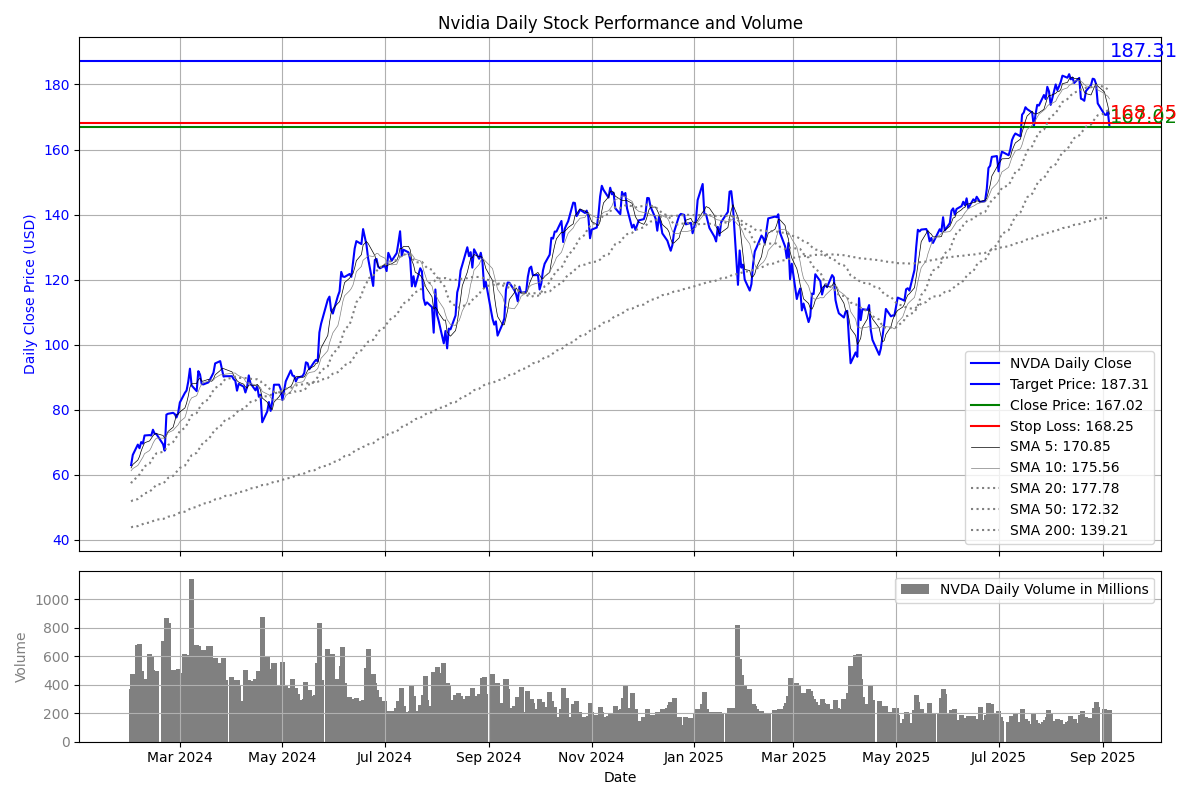 Nvidia Daily Stock Performance and Volume
187.31
168.25
167.02
180
160
140
120
100
80
60
40
Daily Close Price (USD)
NVDA Daily Close
Target Price: 187.31
Close Price: 167.02
Stop Loss: 168.25
SMA 5: 170.85
SMA 10: 175.56
SMA 20: 177.78
SMA 50: 172.32
SMA 200: 139.21
NVDA Daily Volume in Millions
1000
800
600
400
200
0
Volume
Mar 2024 May 2024 Jul 2024 Sep 2024 Nov 2024 Jan 2025 Mar 2025 May 2025 Jul 2025 Sep 2025
Date